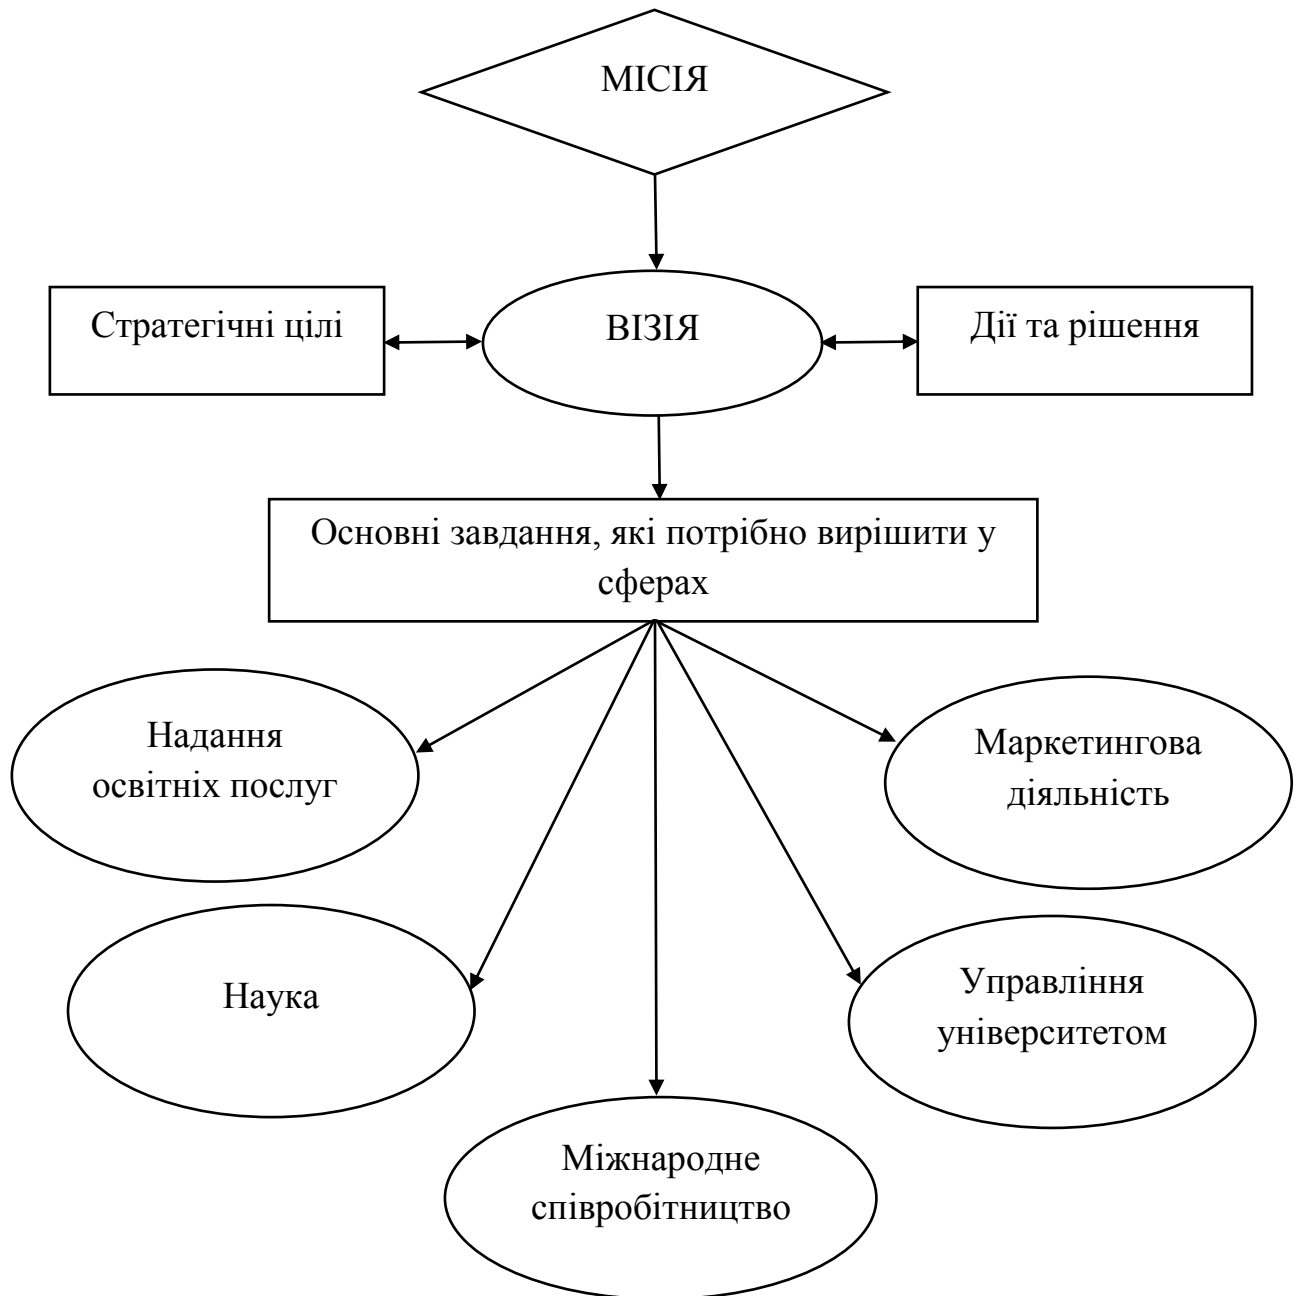 МІСІЯ
Стратегічні цілі
ВІЗІЯ
Дії та рішення
Основні завдання, які потрібно вирішити у
сферах
Надання
освітніх послуг
Маркетингова
діяльність
Наука
Управління
університетом
Міжнародне
співробітництво